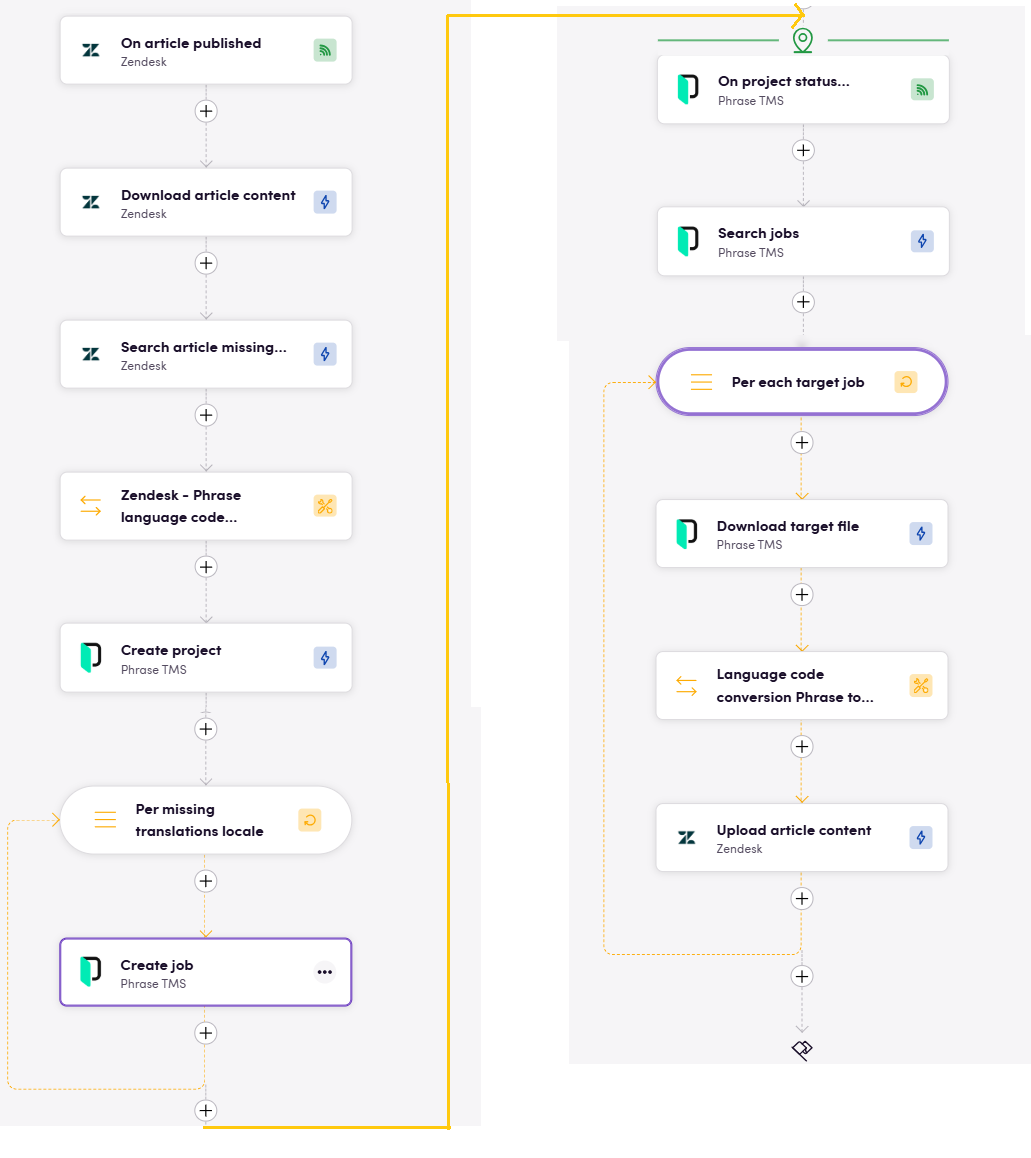 On article published
Zendesk
Download article content
Zendesk
Search article missing...
Zendesk
Zendesk - Phrase
language code...
Create project
Phrase TMS
Per missing
translations locale
Create job
Phrase TMS
On project status...
Phrase TMS
Search jobs
Phrase TMS
Per each target job
Download target file
Phrase TMS
Language code
conversion Phrase to...
Upload article content
Zendesk